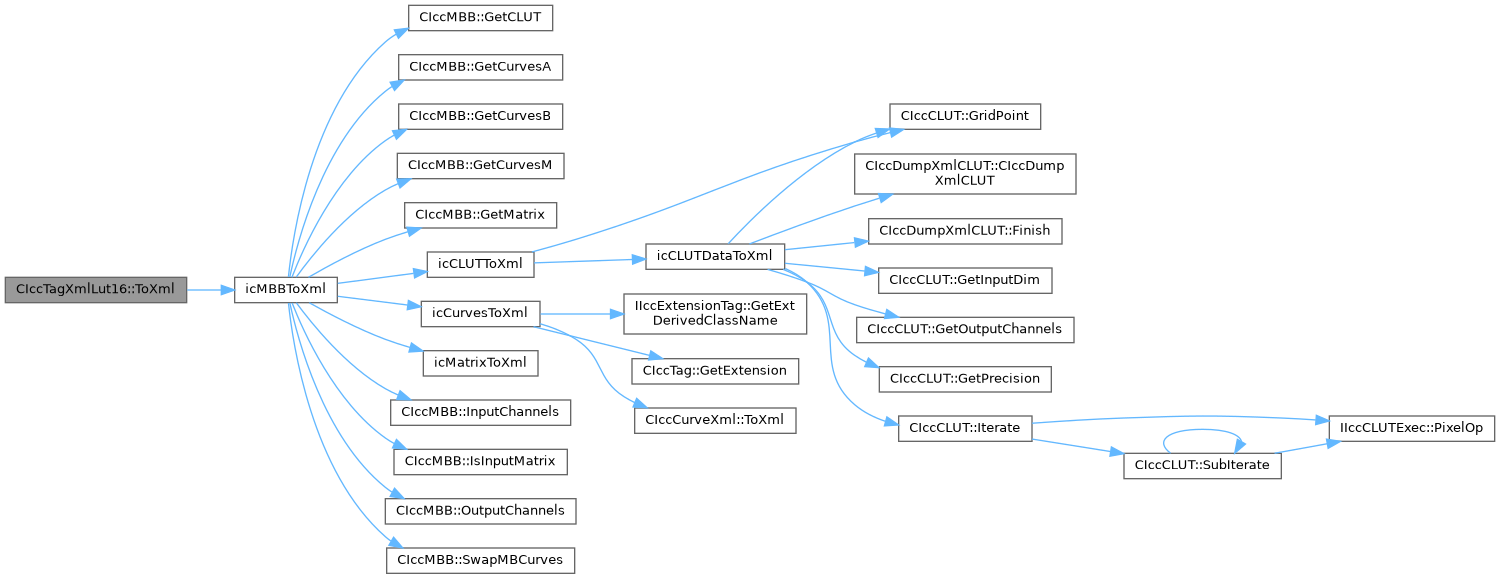 CIccTagXmlLut16::ToXml
icMBBToXml
CIccMBB::GetCLUT
CIccMBB::GetCurvesA
CIccMBB::GetCurvesB
CIccMBB::GetCurvesM
CIccMBB::GetMatrix
icCLUTToXml
icCurvesToXml
icMatrixToXml
CIccMBB::InputChannels
CIccMBB::IsInputMatrix
CIccMBB::OutputChannels
CIccMBB::SwapMBCurves
icCLUTDataToXml
IIccExtensionTag::GetExt
DerivedClassName
CIccTag::GetExtension
CIccCurveXml::ToXml
CIccCLUT::GridPoint
CIccDumpXmlCLUT::CIccDump
XmlCLUT
CIccDumpXmlCLUT::Finish
CIccCLUT::GetInputDim
CIccCLUT::GetOutputChannels
CIccCLUT::GetPrecision
CIccCLUT::Iterate
CIccCLUT::SubIterate
IIccCLUTExec::PixelOp